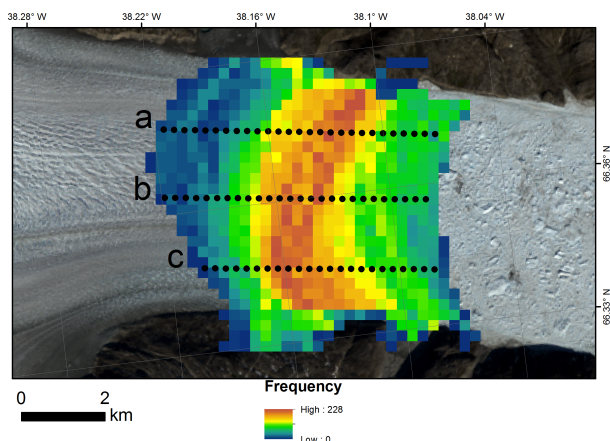 38.28° W 38.22° W 38.16° W 38.1° W 38.04° W
a
66.36° N
b
c
66.33° N
Frequency
0 2
km
High : 228
Low : 0